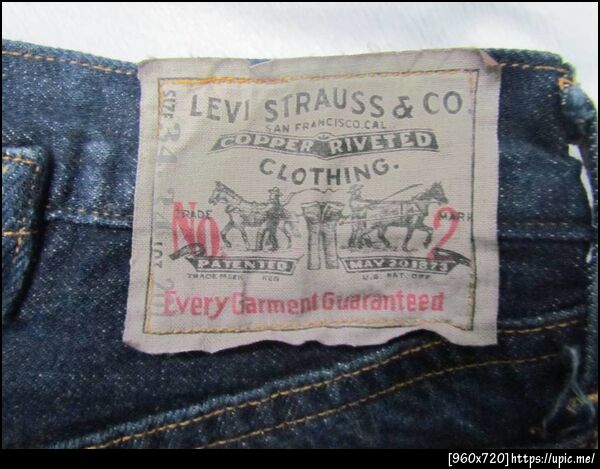 LEVI STRAUSS & CO.
SAN FRANCISCO CAL
COPPER RIVETED
CLOTHING.
TRADE MARK
No 2
PATENTED MAY 20 1873
TRADE MARK REG U.S. PAT. OFF
Every Garment Guaranteed
SIZE 34
LOT
[960x720]https://upic.me/